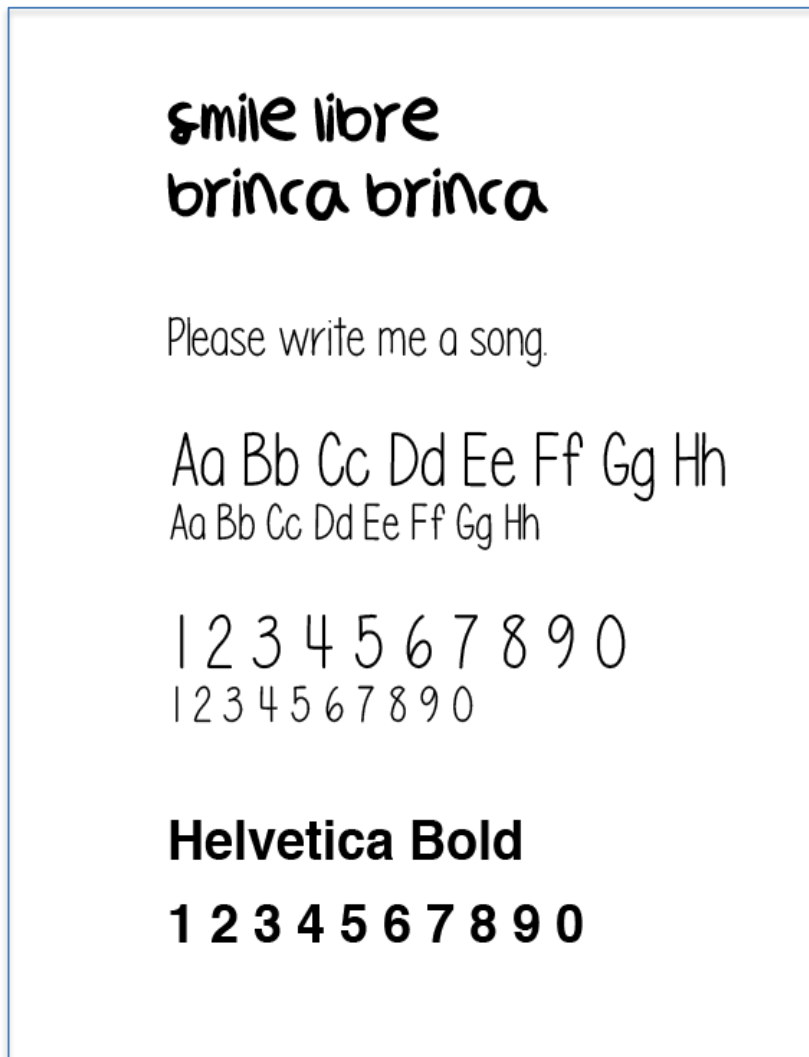 smile libre
brinca brinca
Please write me a song.
Aa Bb Cc Dd Ee Ff Gg Hh
Aa Bb Cc Dd Ee Ff Gg Hh
1 2 3 4 5 6 7 8 9 0
1 2 3 4 5 6 7 8 9 0
Helvetica Bold
1 2 3 4 5 6 7 8 9 0